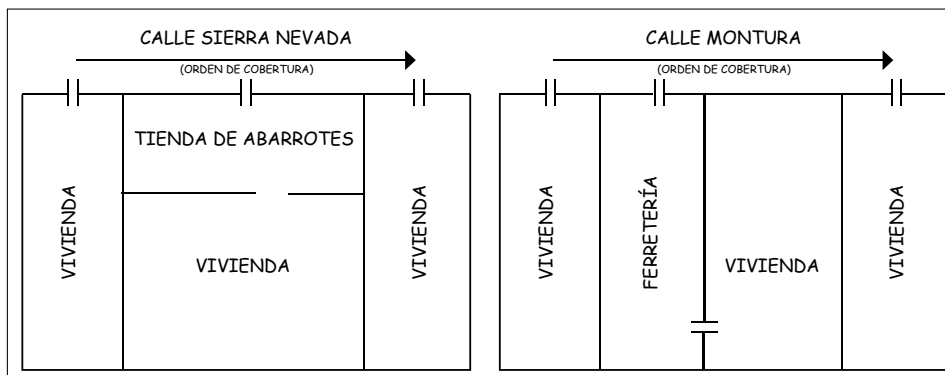 CALLE SIERRA NEVADA
(ORDEN DE COBERTURA)
TIENDA DE ABARROTES
VIVIENDA
VIVIENDA
VIVIENDA
CALLE MONTURA
(ORDEN DE COBERTURA)
VIVIENDA
FERRETERÍA
VIVIENDA
VIVIENDA